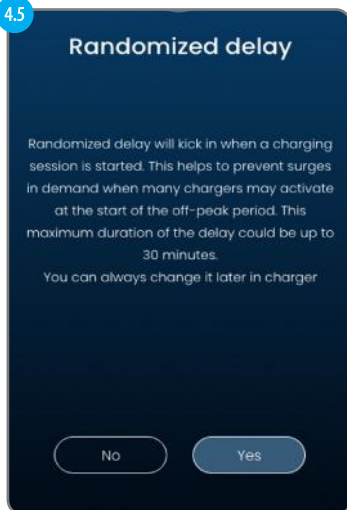 4.5
Randomized delay
Randomized delay will kick in when a charging
session is started. This helps to prevent surges
in demand when many chargers may activate
at the start of the off-peak period. This
maximum duration of the delay could be up to
30 minutes.
You can always change it later in charger
No
Yes